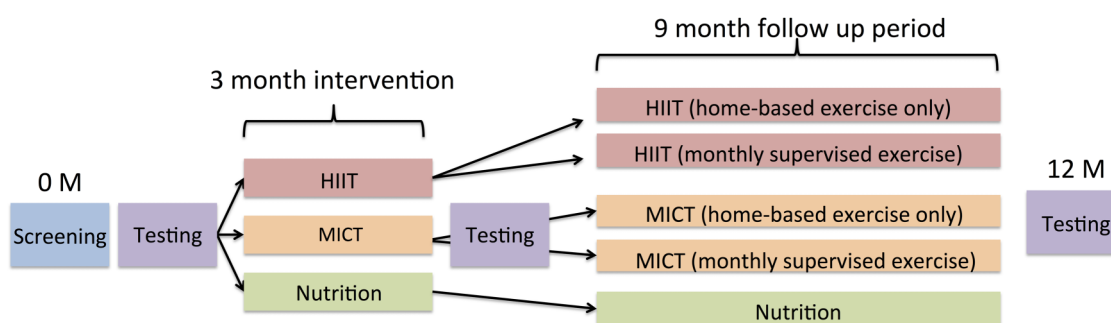 9 month follow up period
3 month intervention
HIIT (home-based exercise only)
HIIT (monthly supervised exercise)
0 M
HIIT
12 M
Screening
Testing
MICT
Testing
MICT (home-based exercise only)
MICT (monthly supervised exercise)
Testing
Nutrition
Nutrition